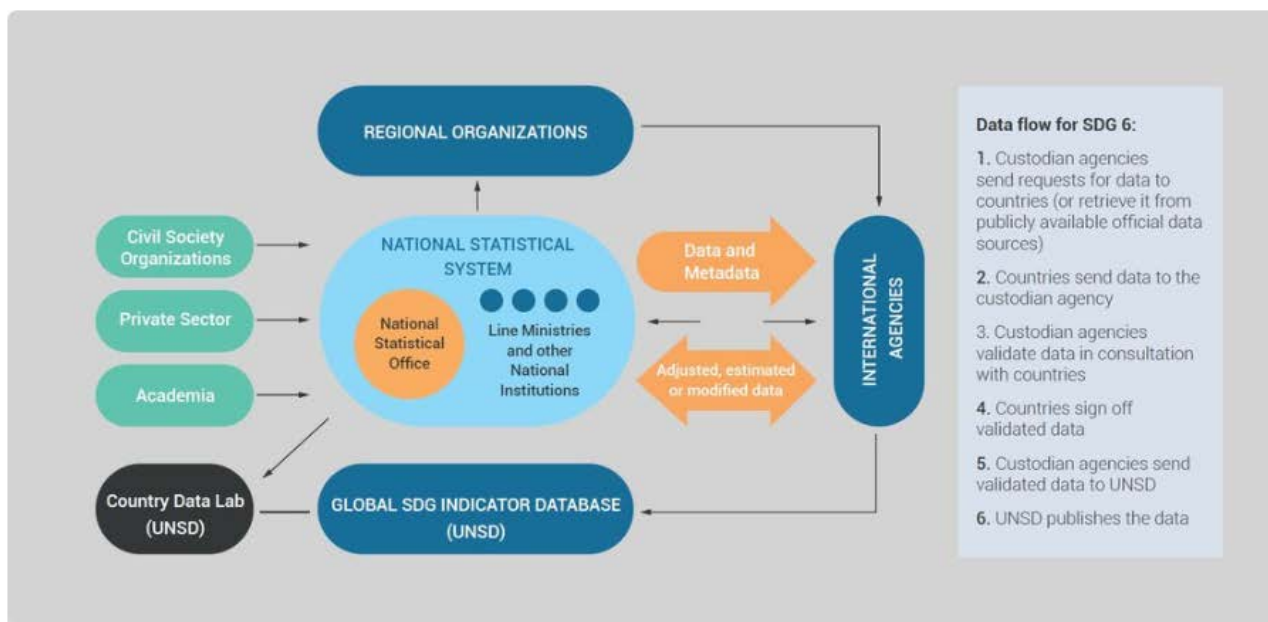 REGIONAL ORGANIZATIONS
Civil Society
Organizations
Private Sector
Academia
NATIONAL STATISTICAL
SYSTEM
National
Statistical
Office
Line Ministries
and other
National
Institutions
Data and
Metadata
Adjusted, estimated
or modified data
INTERNATIONAL
AGENCIES
Country Data Lab
(UNSD)
GLOBAL SDG INDICATOR DATABASE
(UNSD)
Data flow for SDG 6:
1. Custodian agencies
send requests for data to
countries (or retrieve it from
publicly available official data
sources)
2. Countries send data to the
custodian agency
3. Custodian agencies
validate data in consultation
with countries
4. Countries sign off
validated data
5. Custodian agencies send
validated data to UNSD
6. UNSD publishes the data